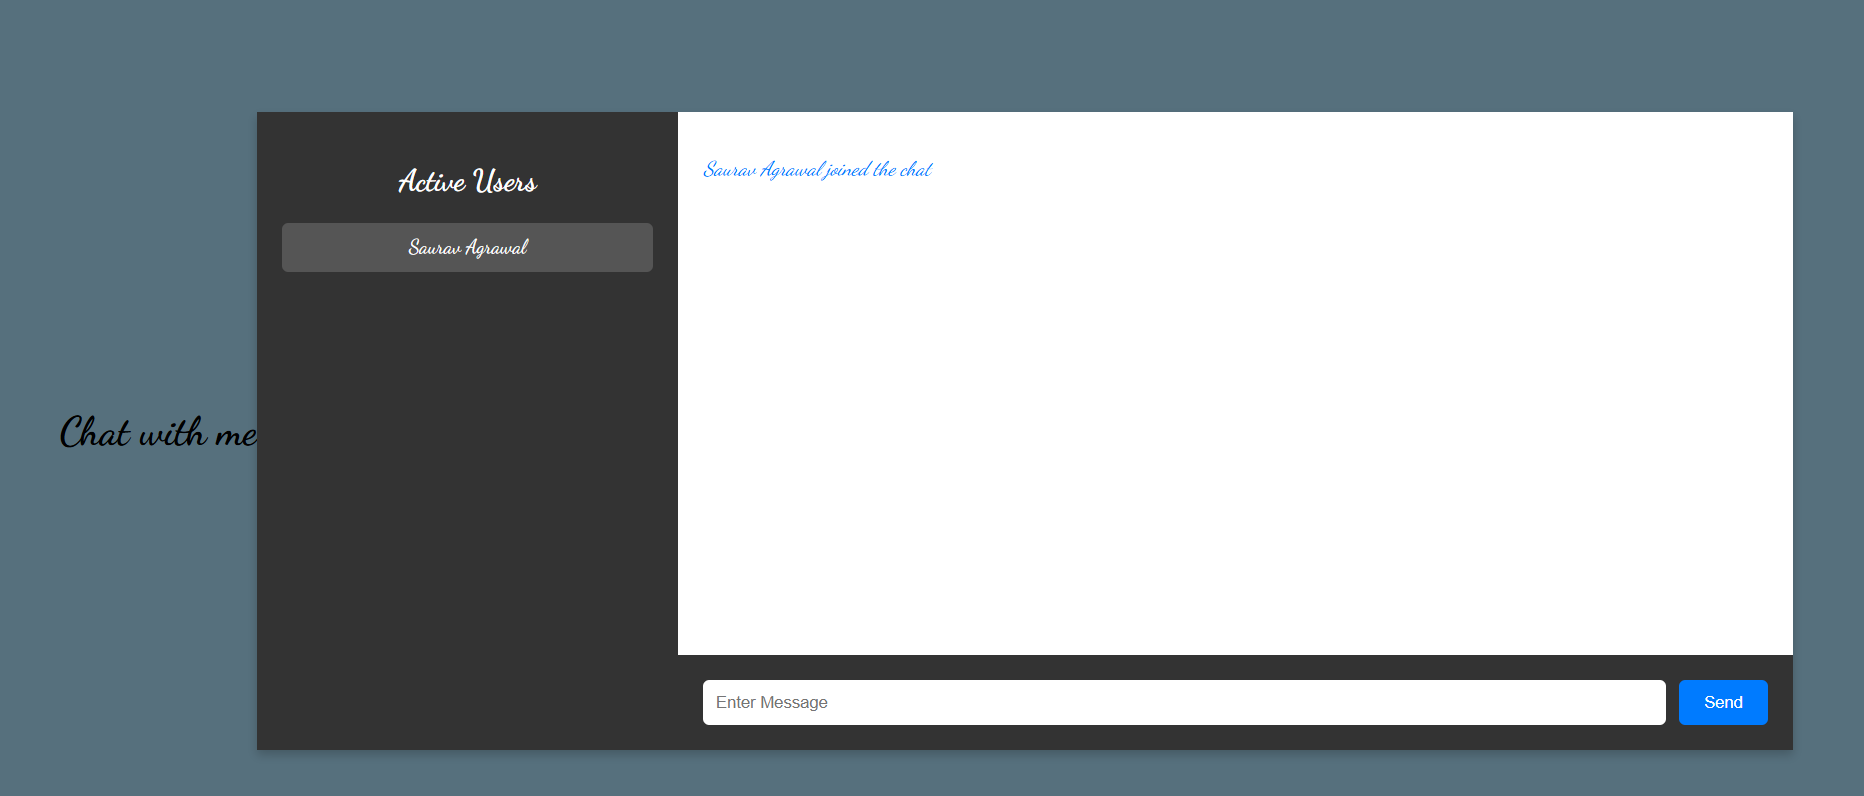 Chat with me
Active Users
Saurav Agrawal
Saurav Agrawal joined the chat
Enter Message
Send